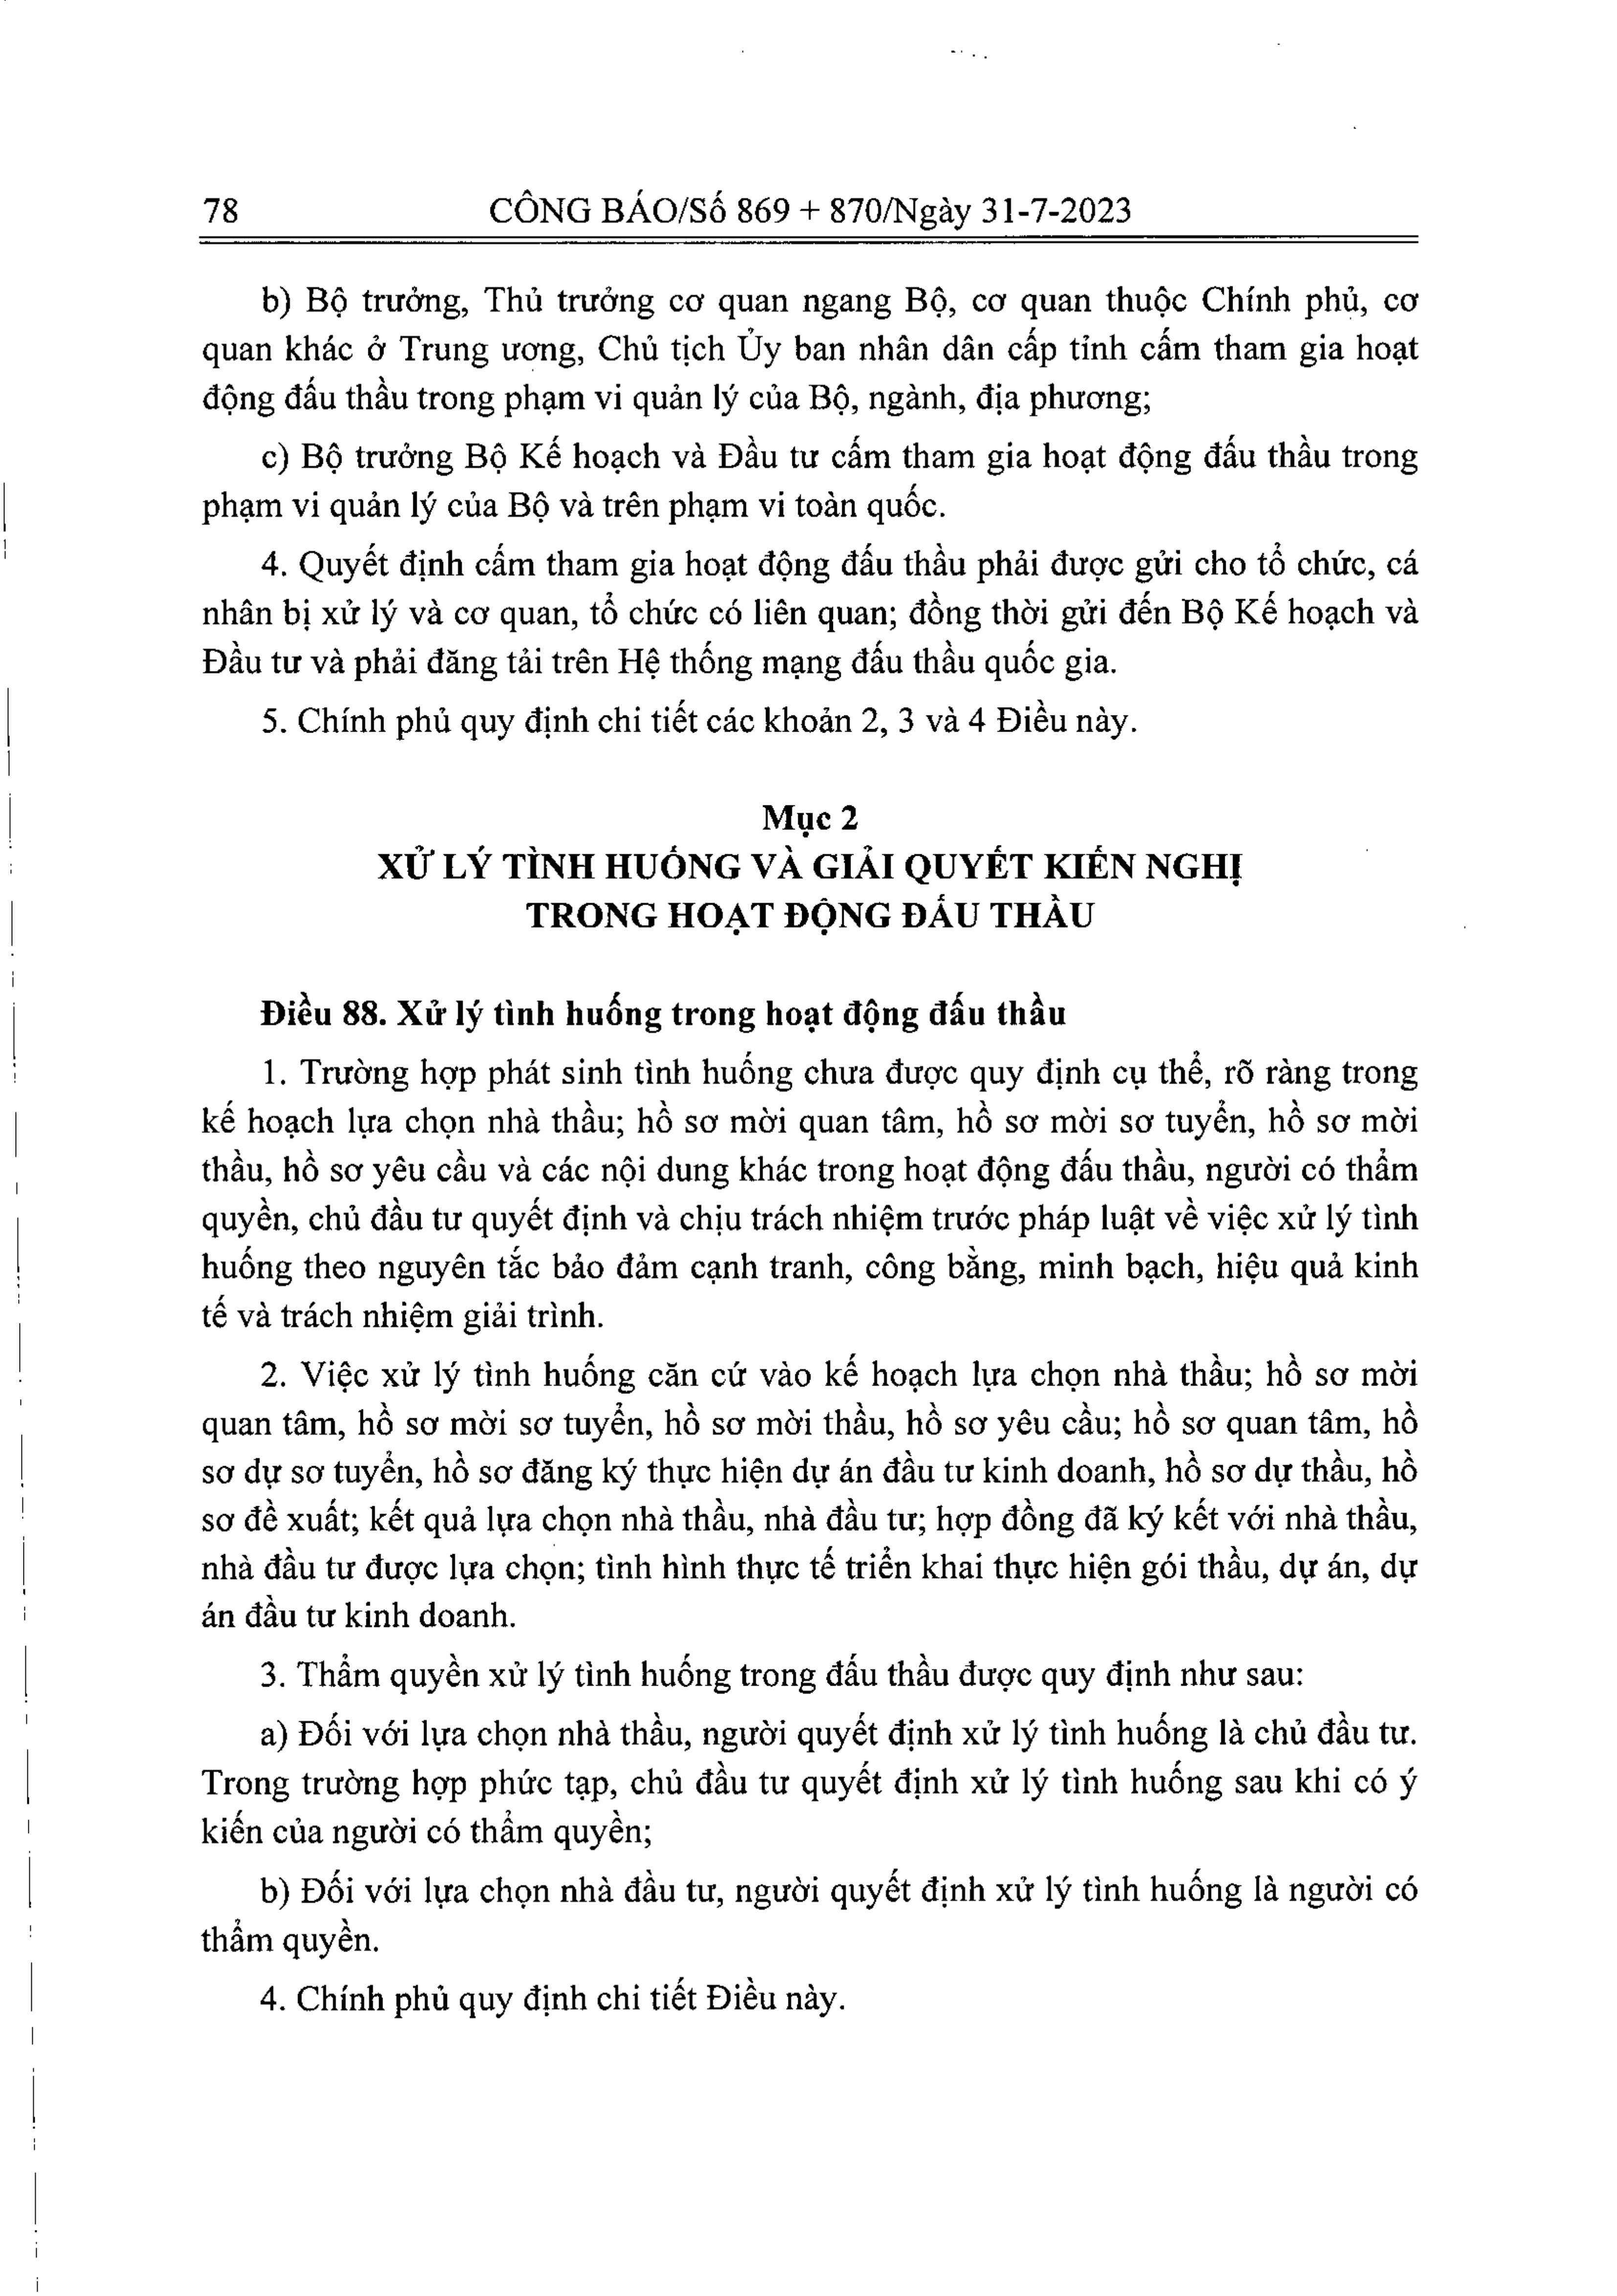 78 CÔNG BÁO/Số 869 + 870/Ngày 31-7-2023
b) Bộ trưởng, Thủ trưởng cơ quan ngang Bộ, cơ quan thuộc Chính phủ, cơ
quan khác ở Trung ương, Chủ tịch Ủy ban nhân dân cấp tỉnh cấm tham gia hoạt
động đấu thầu trong phạm vi quản lý của Bộ, ngành, địa phương;
c) Bộ trưởng Bộ Kế hoạch và Đầu tư cấm tham gia hoạt động đấu thầu trong
phạm vi quản lý của Bộ và trên phạm vi toàn quốc.
4. Quyết định cấm tham gia hoạt động đấu thầu phải được gửi cho tổ chức, cá
nhân bị xử lý và cơ quan, tổ chức có liên quan; đồng thời gửi đến Bộ Kế hoạch và
Đầu tư và phải đăng tải trên Hệ thống mạng đấu thầu quốc gia.
5. Chính phủ quy định chi tiết các khoản 2, 3 và 4 Điều này.
Mục 2
XỬ LÝ TÌNH HUỐNG VÀ GIẢI QUYẾT KIẾN NGHỊ
TRONG HOẠT ĐỘNG ĐẤU THẦU
Điều 88. Xử lý tình huống trong hoạt động đấu thầu
1. Trường hợp phát sinh tình huống chưa được quy định cụ thể, rõ ràng trong
kế hoạch lựa chọn nhà thầu; hồ sơ mời quan tâm, hồ sơ mời sơ tuyển, hồ sơ mời
thầu, hồ sơ yêu cầu và các nội dung khác trong hoạt động đấu thầu, người có thẩm
quyền, chủ đầu tư quyết định và chịu trách nhiệm trước pháp luật về việc xử lý tình
huống theo nguyên tắc bảo đảm cạnh tranh, công bằng, minh bạch, hiệu quả kinh
tế và trách nhiệm giải trình.
2. Việc xử lý tình huống căn cứ vào kế hoạch lựa chọn nhà thầu; hồ sơ mời
quan tâm, hồ sơ mời sơ tuyển, hồ sơ mời thầu, hồ sơ yêu cầu; hồ sơ quan tâm, hồ
sơ dự sơ tuyển, hồ sơ đăng ký thực hiện dự án đầu tư kinh doanh, hồ sơ dự thầu, hồ
sơ đề xuất; kết quả lựa chọn nhà thầu, nhà đầu tư; hợp đồng đã ký kết với nhà thầu,
nhà đầu tư được lựa chọn; tình hình thực tế triển khai thực hiện gói thầu, dự án, dự
án đầu tư kinh doanh.
3. Thẩm quyền xử lý tình huống trong đấu thầu được quy định như sau:
a) Đối với lựa chọn nhà thầu, người quyết định xử lý tình huống là chủ đầu tư.
Trong trường hợp phức tạp, chủ đầu tư quyết định xử lý tình huống sau khi có ý
kiến của người có thẩm quyền;
b) Đối với lựa chọn nhà đầu tư, người quyết định xử lý tình huống là người có
thẩm quyền.
4. Chính phủ quy định chi tiết Điều này.